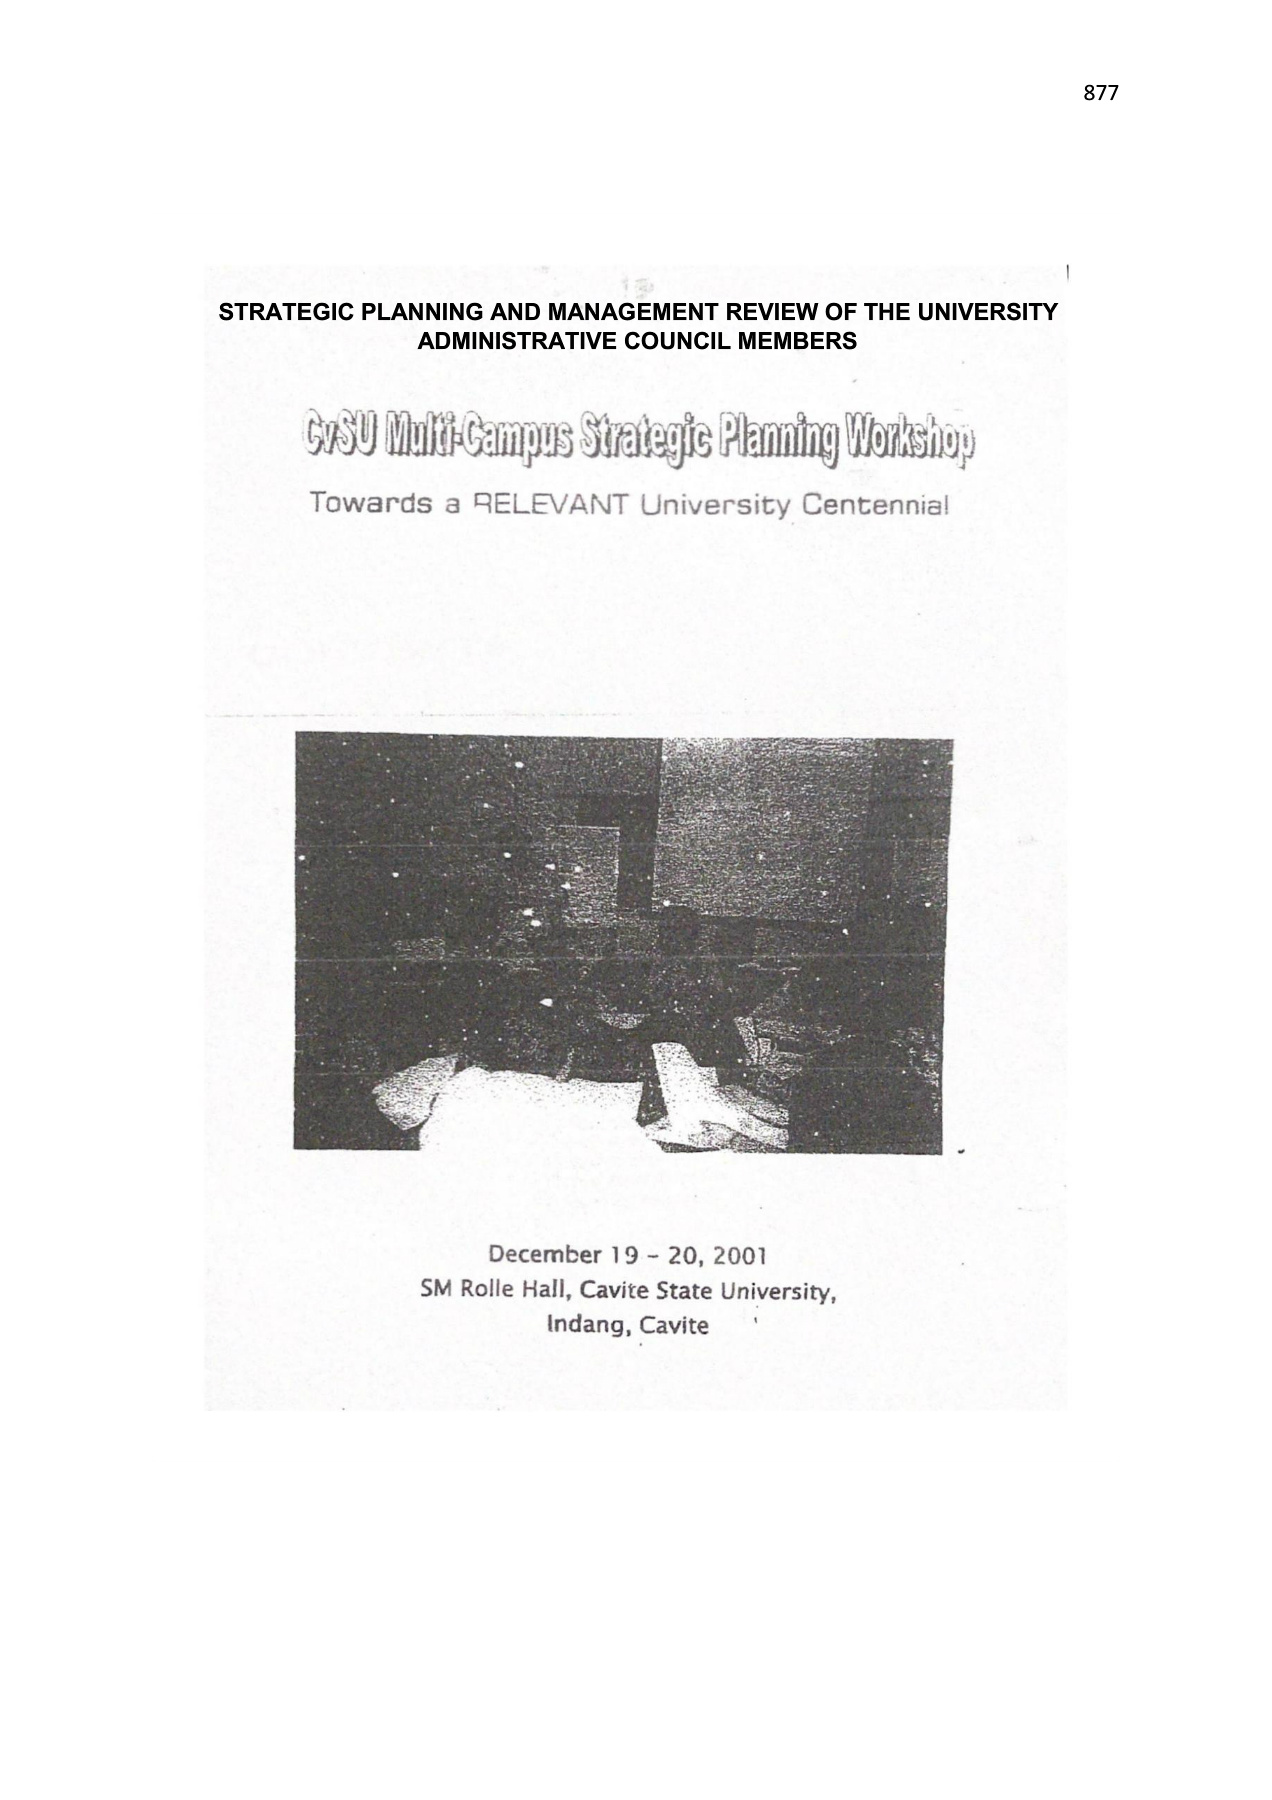 877
STRATEGIC PLANNING AND MANAGEMENT REVIEW OF THE UNIVERSITY
ADMINISTRATIVE COUNCIL MEMBERS
CvSU Multi-Campus Strategic Planning Workshop
Towards a RELEVANT University Centennial
December 19 – 20, 2001
SM Rolle Hall, Cavite State University,
Indang, Cavite